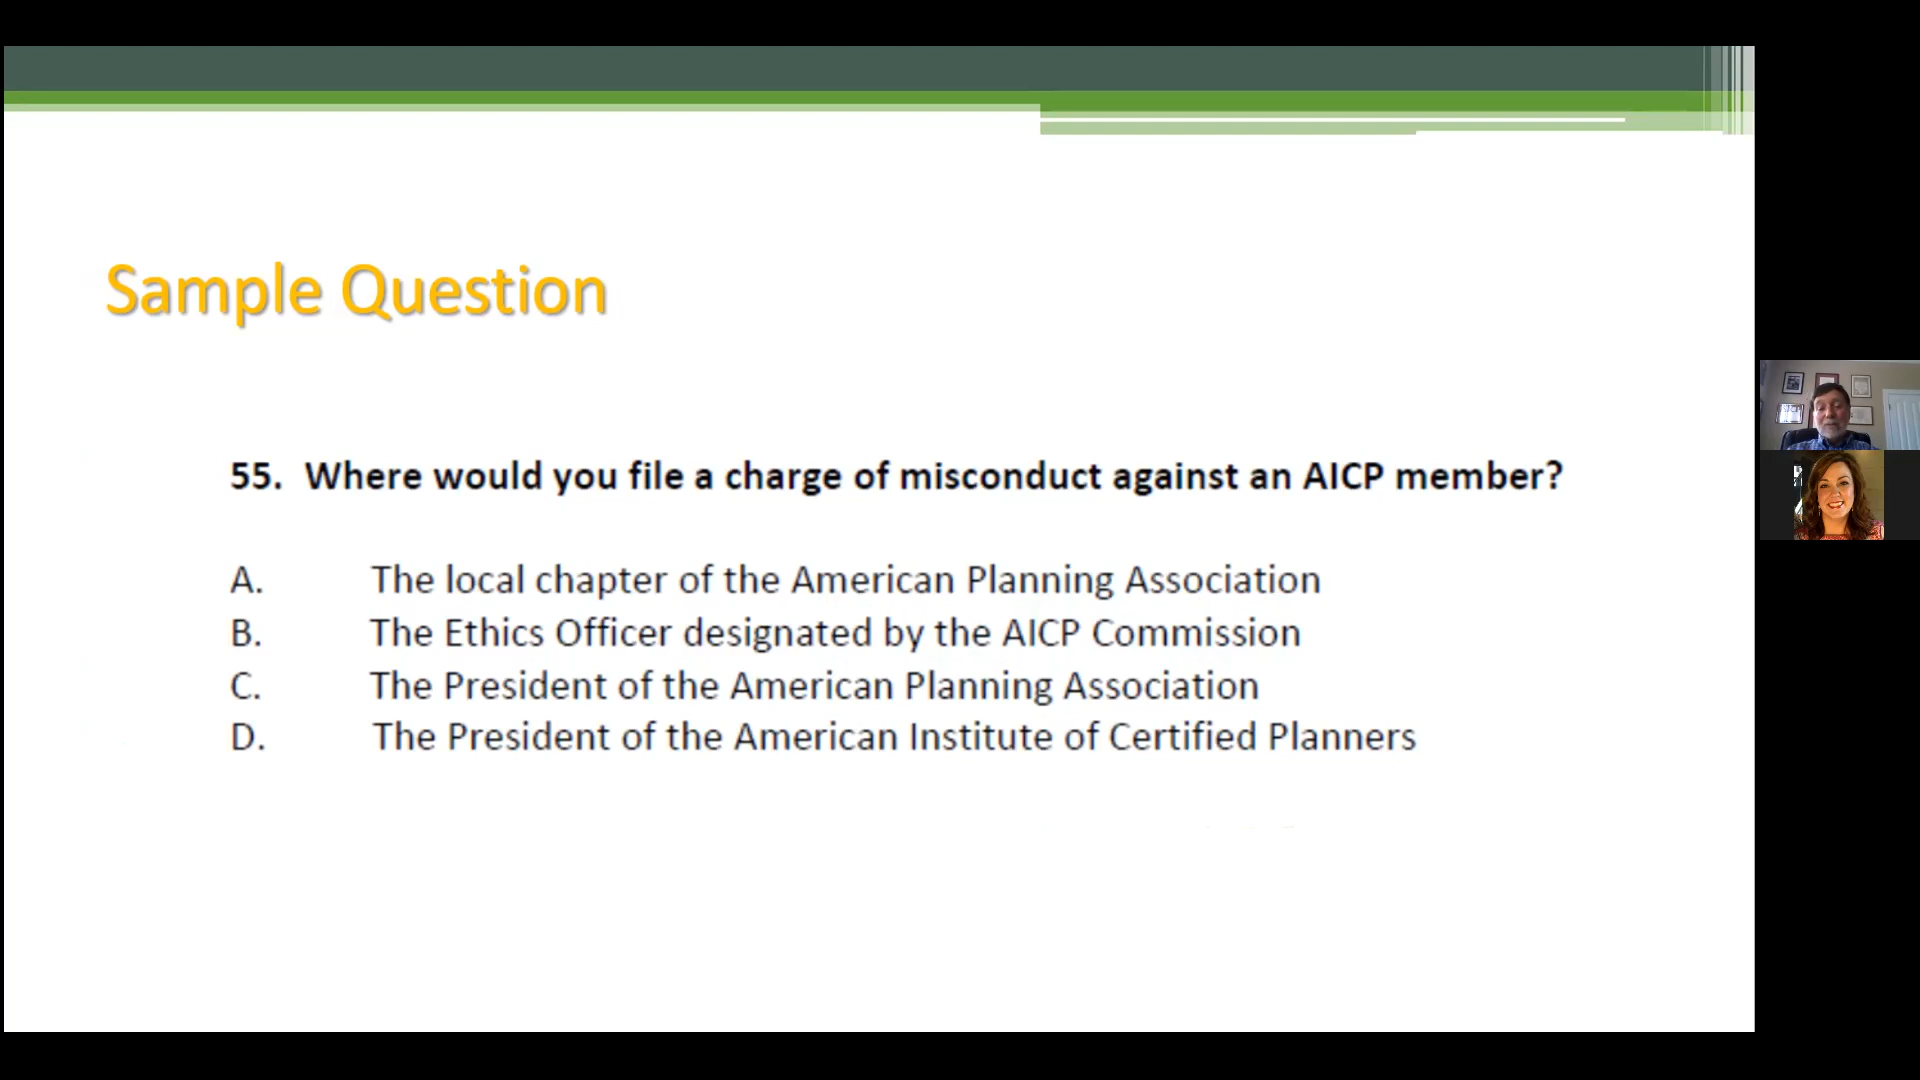 Sample Question
55. Where would you file a charge of misconduct against an AICP member?
A. The local chapter of the American Planning Association
B. The Ethics Officer designated by the AICP Commission
C. The President of the American Planning Association
D. The President of the American Institute of Certified Planners